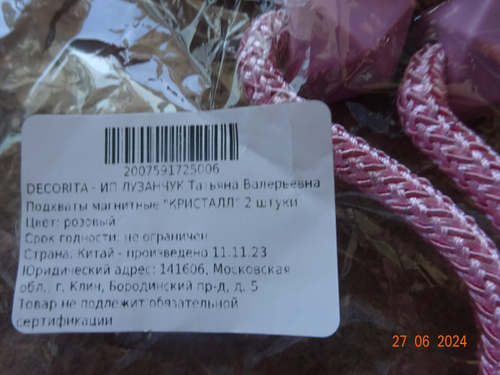 2007591725006
DECORITA - ИП ЛУЗАНЧУК Татьяна Валерьевна
Подхваты магнитные "КРИСТАЛЛ" 2 штуки
Цвет: розовый
Срок годности: не ограничен
Страна: Китай - произведено 11.11.23
Юридический адрес: 141606, Московская
обл., г. Клин, Бородинский пр-д, д. 5
Товар не подлежит обязательной
сертификации
27 06 2024